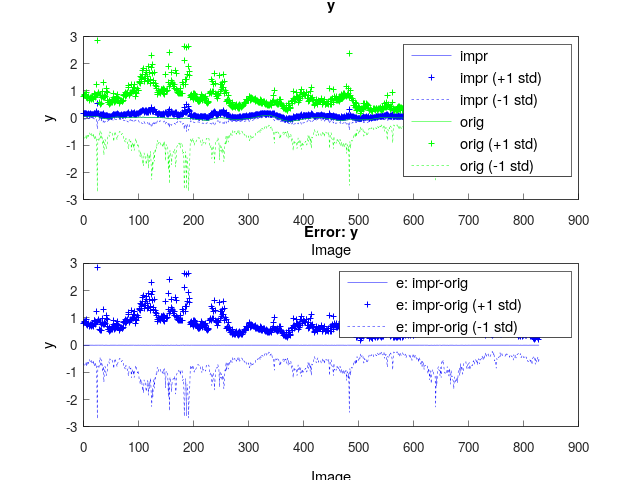 y
3
2
1
0
-1
-2
-3
y
impr
impr (+1 std)
impr (-1 std)
orig
orig (+1 std)
orig (-1 std)
0 100 200 300 400 500 600 700 800 900
Image
Error: y
3
2
1
0
-1
-2
-3
y
e: impr-orig
e: impr-orig (+1 std)
e: impr-orig (-1 std)
0 100 200 300 400 500 600 700 800 900
Image